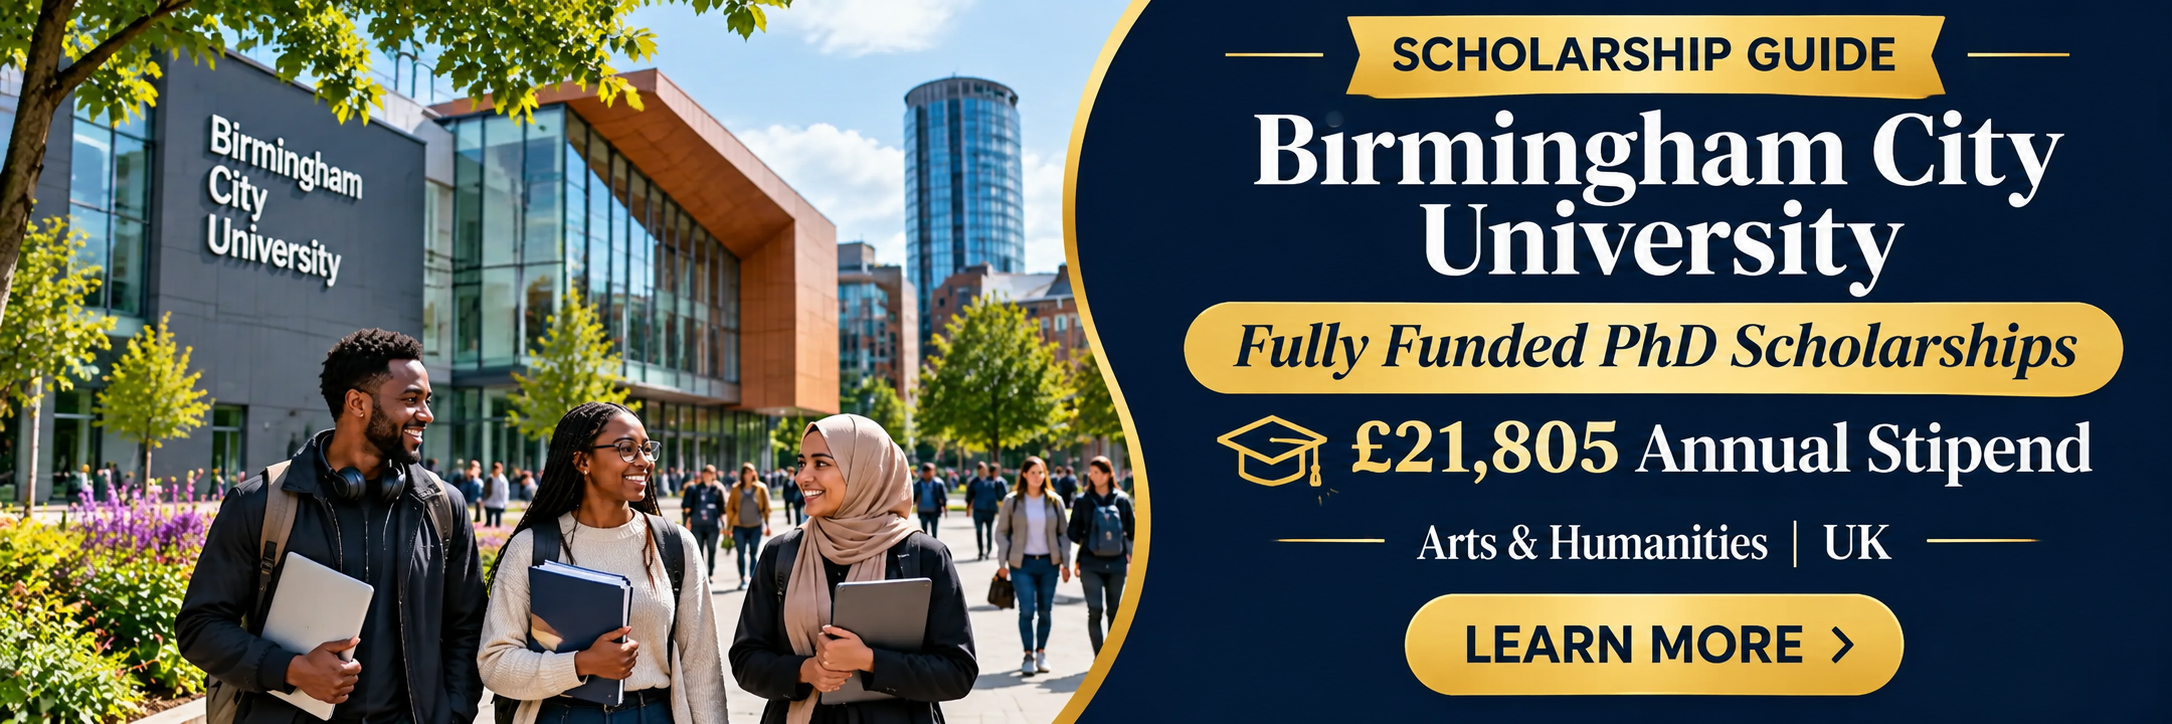 Birmingham
City
University
SCHOLARSHIP GUIDE
Birmingham City
University
Fully Funded PhD Scholarships
£21,805 Annual Stipend
Arts & Humanities | UK
LEARN MORE >